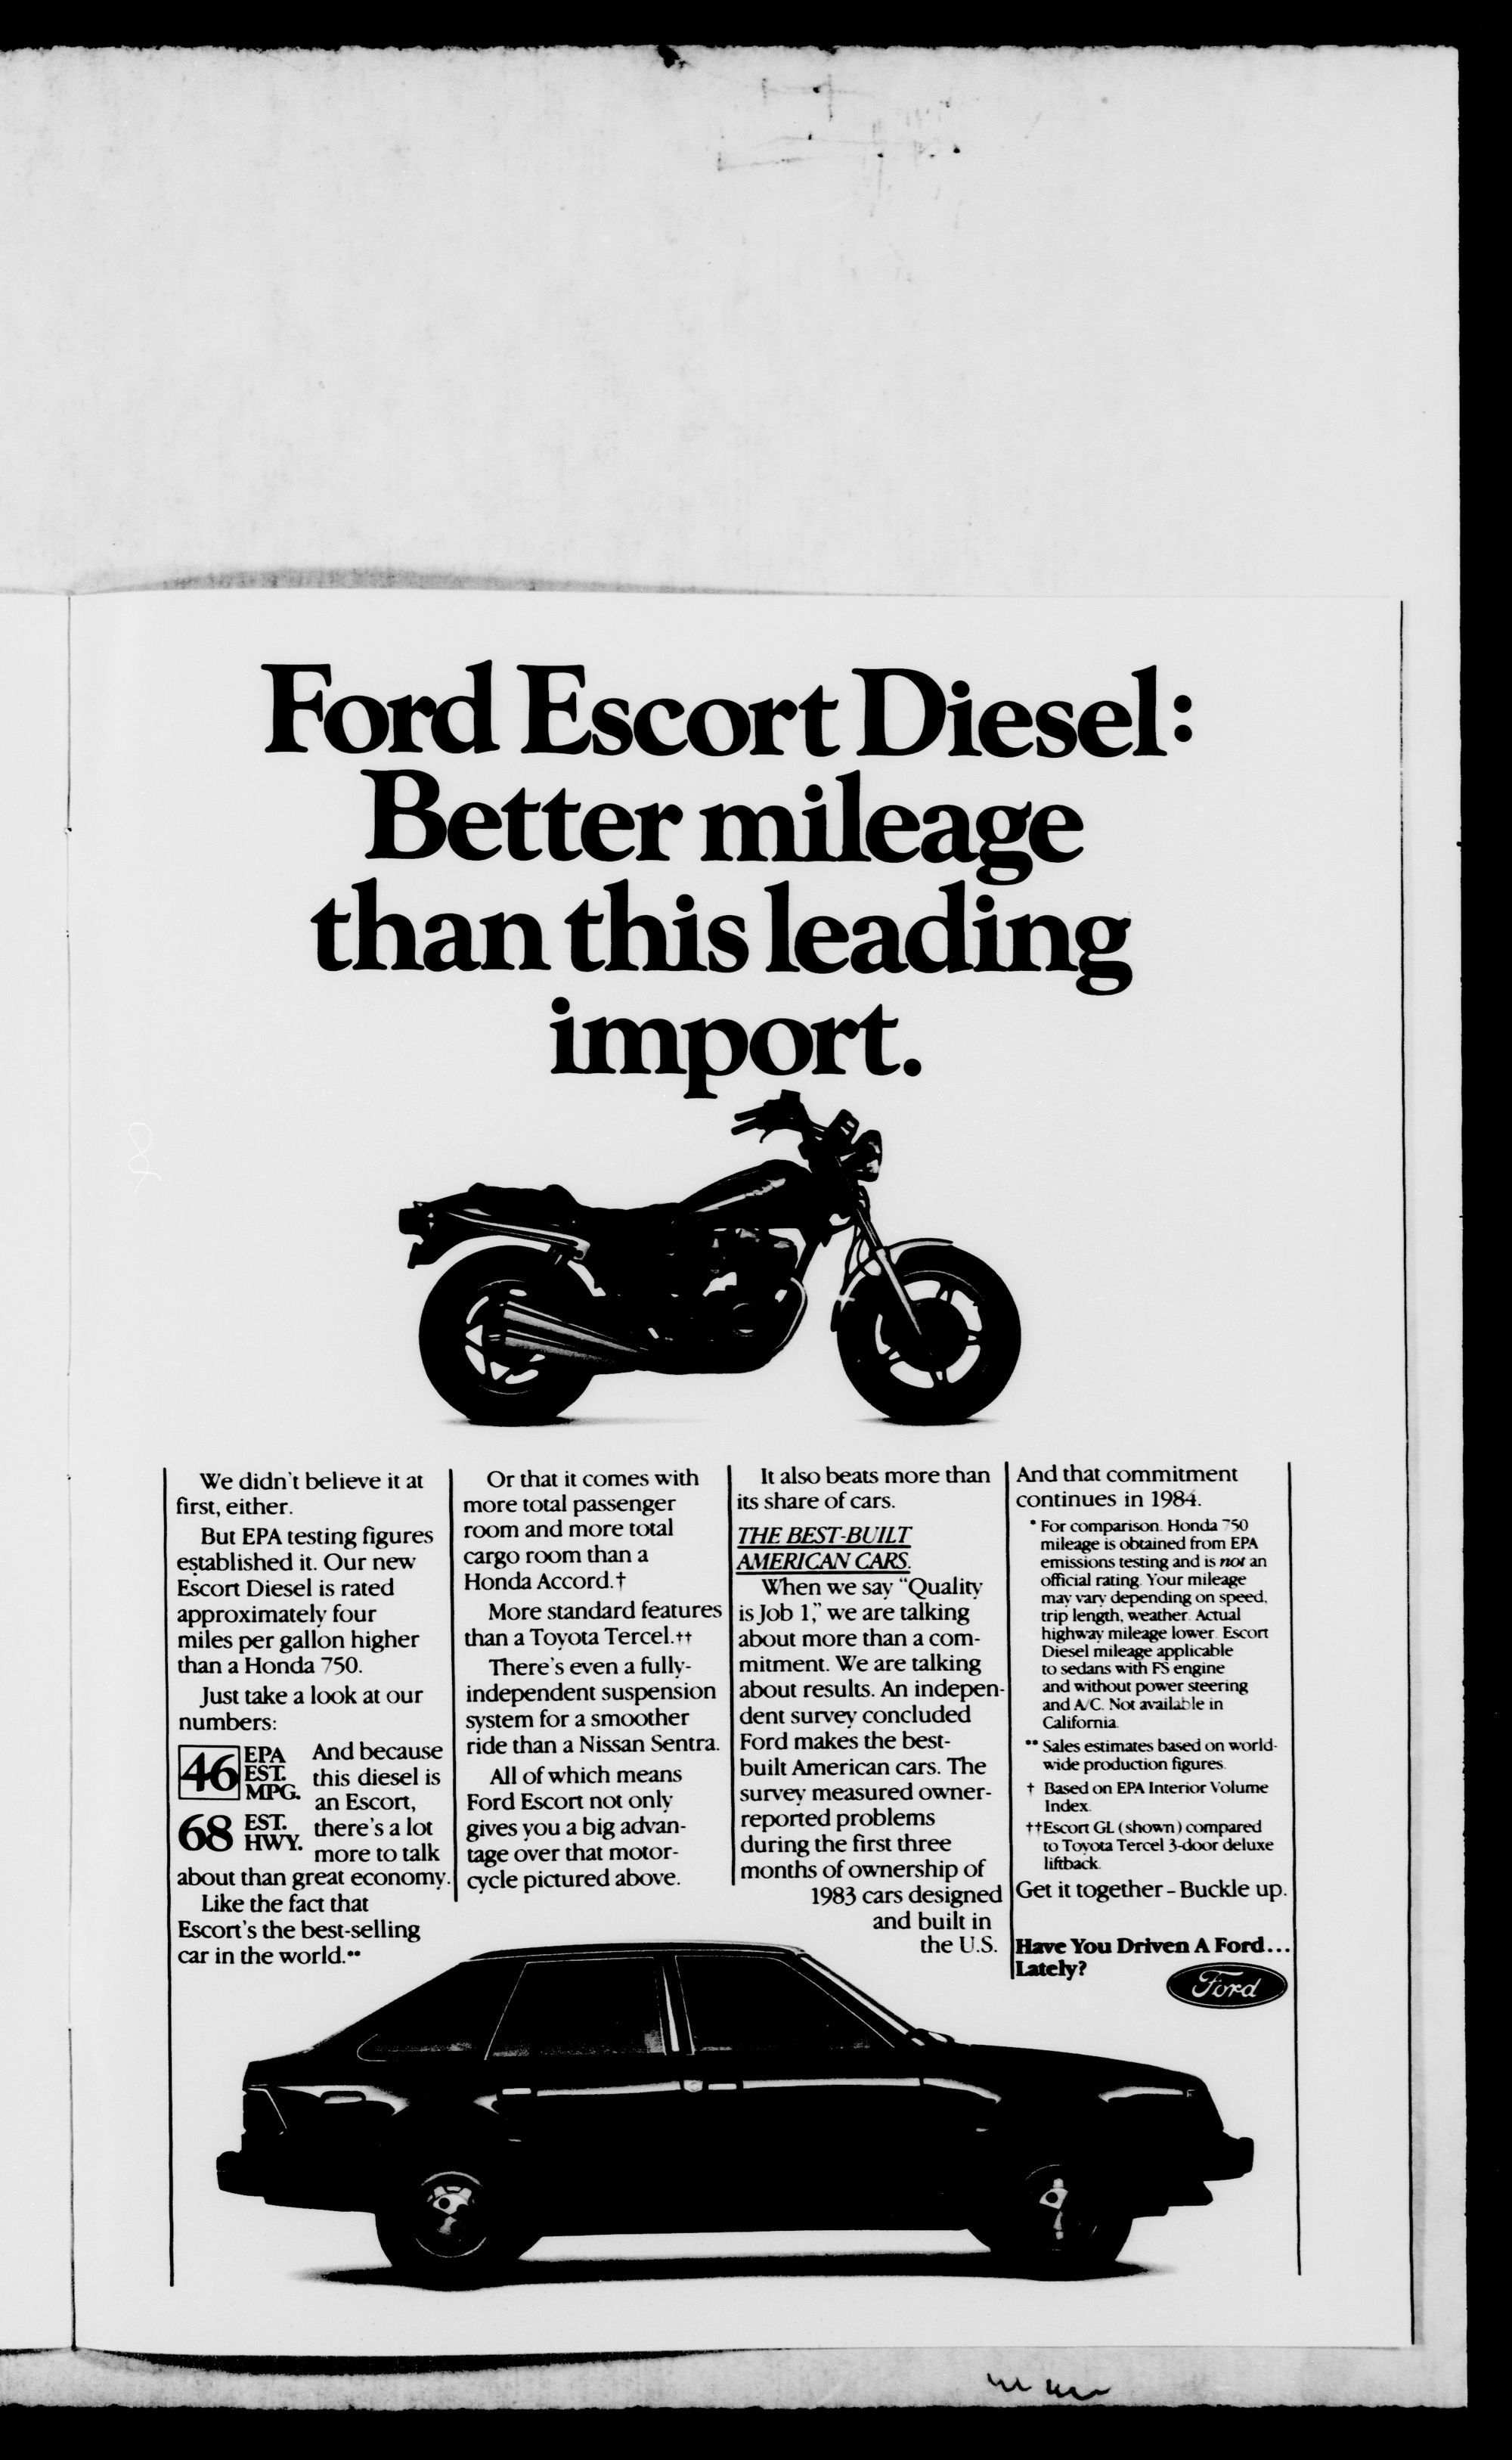 Ford Escort Diesel:
Better mileage
than this leading
import.
We didn't believe it at
first, either.
But EPA testing figures
established it. Our new
Escort Diesel is rated
approximately four
miles per gallon higher
than a Honda 750.
Just take a look at our
numbers:
46 EPA EST. MPG.
68 EST. HWY.
And because
this diesel is
an Escort,
there's a lot
more to talk
about than great economy.
Like the fact that
Escort's the best-selling
car in the world.**
Or that it comes with
more total passenger
room and more total
cargo room than a
Honda Accord.†
More standard features
than a Toyota Tercel.††
There's even a fully-
independent suspension
system for a smoother
ride than a Nissan Sentra.
All of which means
Ford Escort not only
gives you a big advan-
tage over that motor-
cycle pictured above.
It also beats more than
its share of cars.
THE BEST-BUILT
AMERICAN CARS.
When we say "Quality
is Job 1," we are talking
about more than a com-
mitment. We are talking
about results. An indepen-
dent survey concluded
Ford makes the best-
built American cars. The
survey measured owner-
reported problems
during the first three
months of ownership of
1983 cars designed
and built in
the U.S.
And that commitment
continues in 1984.
* For comparison. Honda 750
mileage is obtained from EPA
emissions testing and is not an
official rating. Your mileage
may vary depending on speed,
trip length, weather. Actual
highway mileage lower. Escort
Diesel mileage applicable
to sedans with FS engine
and without power steering
and A/C. Not available in
California.
** Sales estimates based on world-
wide production figures.
† Based on EPA Interior Volume
Index.
††Escort GL (shown) compared
to Toyota Tercel 3-door deluxe
liftback.
Get it together – Buckle up.
Have You Driven A Ford...
Lately?
Ford